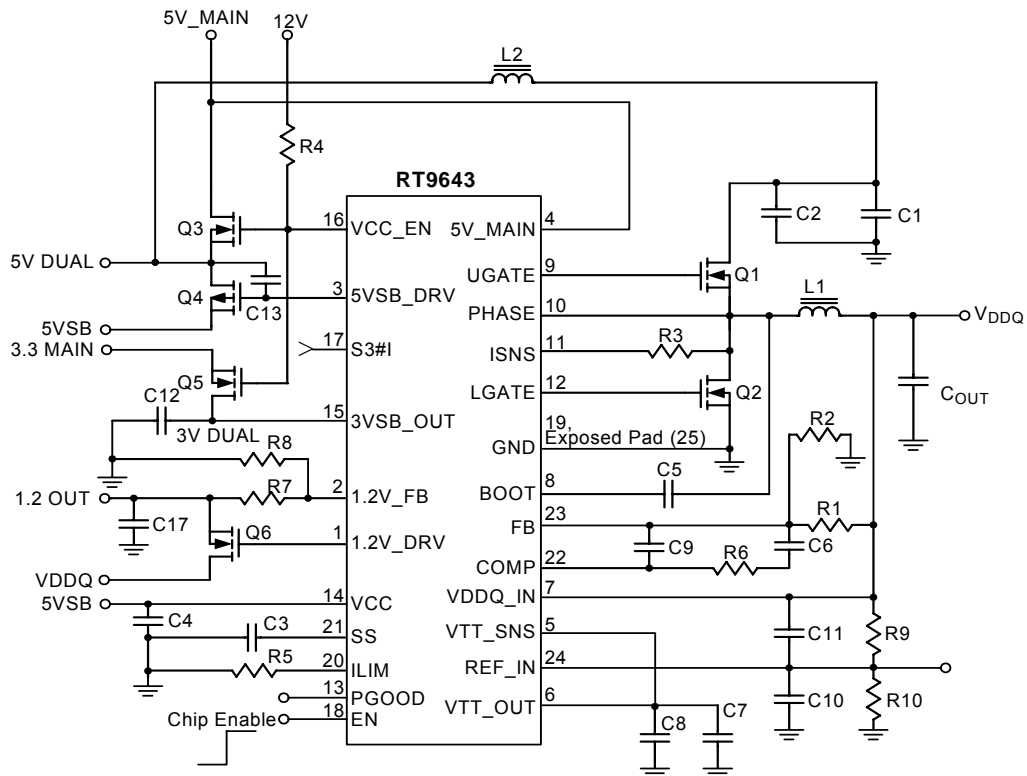 5V_MAIN
12V
L2
R4
RT9643
Q3
16
VCC_EN
5V_MAIN
4
C2
C1
5V DUAL
UGATE
9
Q1
Q4
C13
3
5VSB_DRV
L1
5VSB
PHASE
10
VDDQ
3.3 MAIN
17
S3#I
ISNS
11
R3
Q5
LGATE
12
Q2
COUT
C12
15
3VSB_OUT
3V DUAL
GND
19,
Exposed Pad (25)
R2
R8
C5
BOOT
8
1.2 OUT
R7
2
1.2V_FB
FB
23
R1
C17
Q6
1
1.2V_DRV
C9
R6
C6
COMP
22
VDDQ
VDDQ_IN
7
5VSB
14
VCC
C4
C3
21
SS
VTT_SNS
5
C11
R9
R5
20
ILIM
REF_IN
24
13
PGOOD
C10
R10
Chip Enable
18
EN
VTT_OUT
6
C8
C7